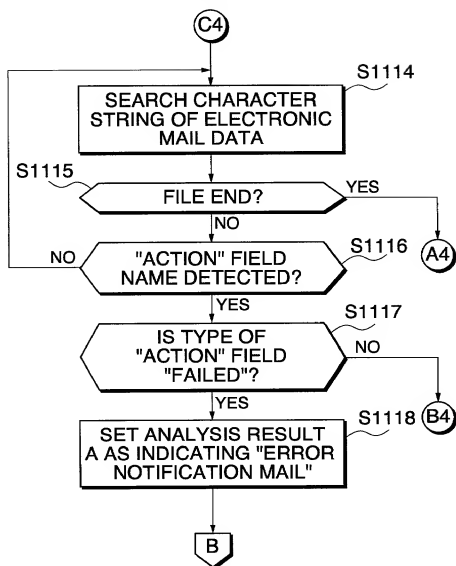 C4
S1114
SEARCH CHARACTER
STRING OF ELECTRONIC
MAIL DATA
S1115
FILE END?
YES
NO
A4
S1116
NO
"ACTION" FIELD
NAME DETECTED?
YES
S1117
IS TYPE OF
"ACTION" FIELD
"FAILED"?
NO
YES
B4
S1118
SET ANALYSIS RESULT
A AS INDICATING "ERROR
NOTIFICATION MAIL"
B